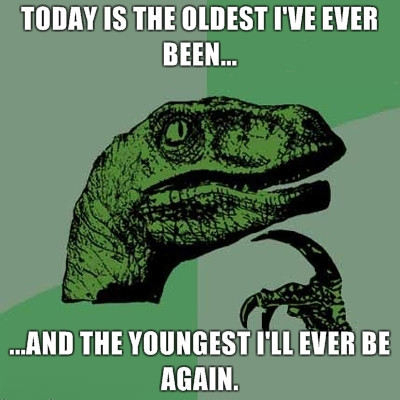 TODAY IS THE OLDEST I'VE EVER
BEEN...
...AND THE YOUNGEST I'LL EVER BE
AGAIN.